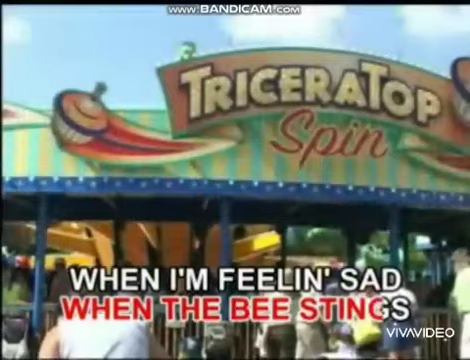 WWW.BANDICAM.COM
TRICERATOP
Spin
WHEN I'M FEELIN' SAD
WHEN THE BEE STINGS
VIVAVIDEO